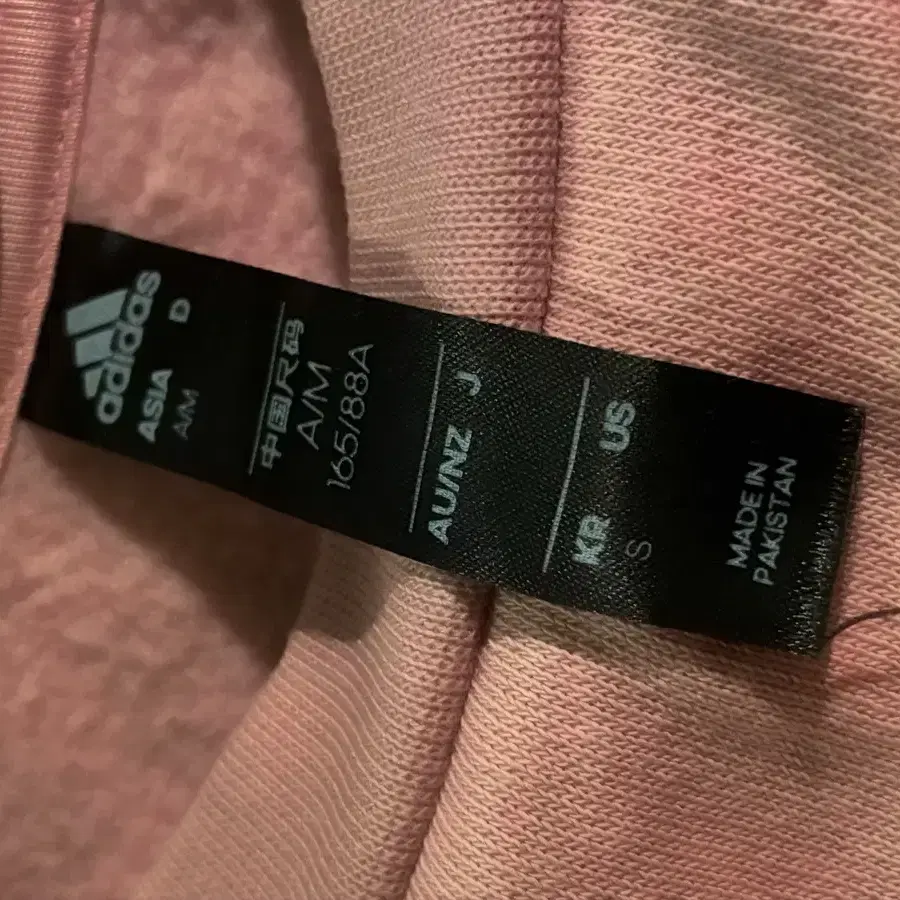 adidas
ASIA D
A/M
中国尺码
A/M
165/88A
AU/NZ J
KR US
S
MADE IN
PAKISTAN